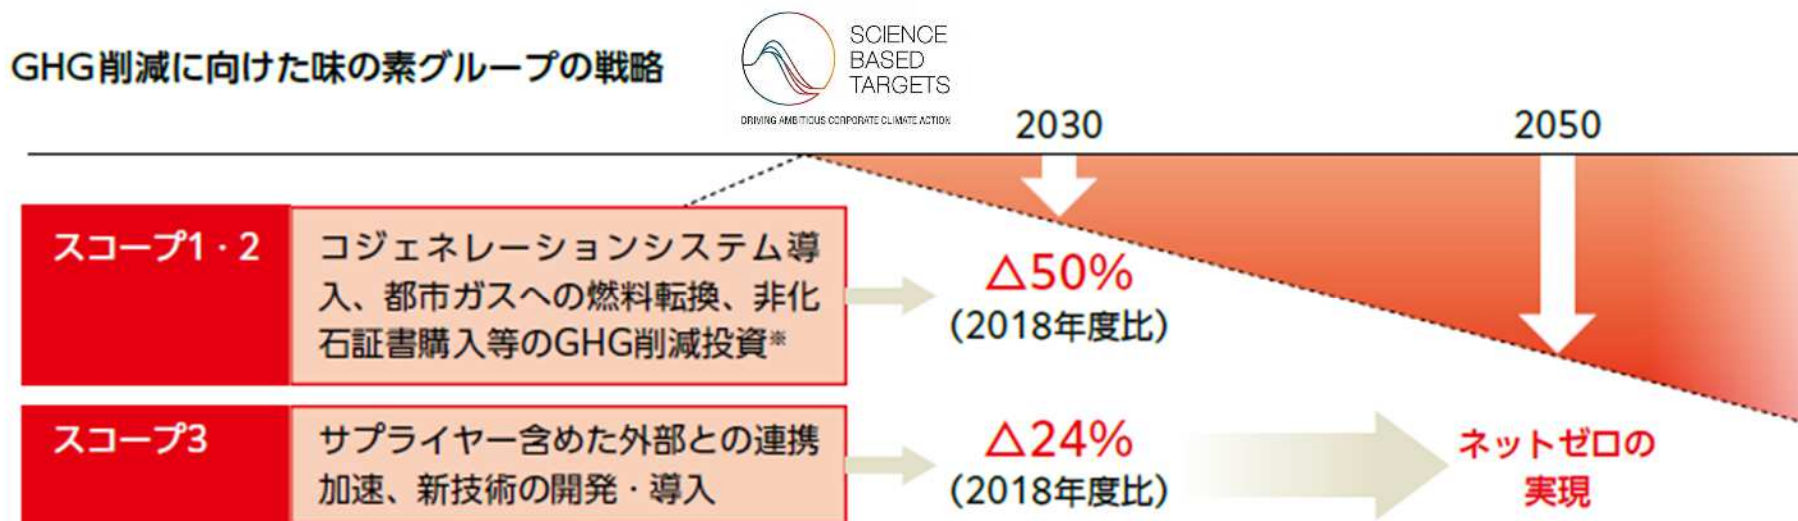 GHG削減に向けた味の素グループの戦略
SCIENCE
BASED
TARGETS
DRIVING AMBITIOUS CORPORATE CLIMATE ACTION
2030
2050
スコープ1・2
コジェネレーションシステム導
入、都市ガスへの燃料転換、非化
石証書購入等のGHG削減投資※
△50%
(2018年度比)
スコープ3
サプライヤー含めた外部との連携
加速、新技術の開発・導入
△24%
(2018年度比)
ネットゼロの
実現